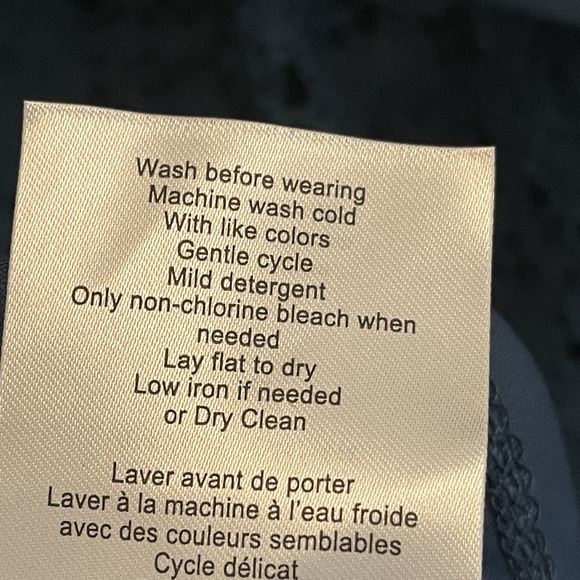 Wash before wearing
Machine wash cold
With like colors
Gentle cycle
Mild detergent
Only non-chlorine bleach when
needed
Lay flat to dry
Low iron if needed
or Dry Clean
Laver avant de porter
Laver à la machine à l'eau froide
avec des couleurs semblables
Cycle délicat